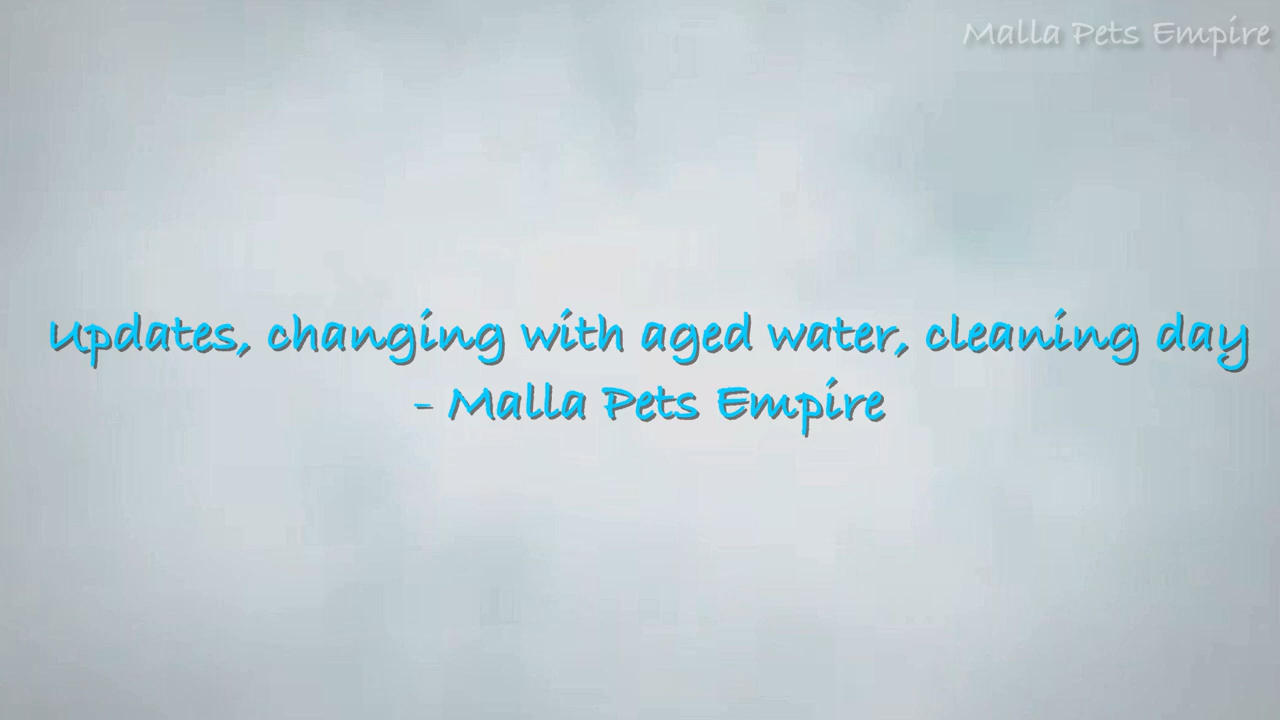 Malla Pets Empire
Updates, changing with aged water, cleaning day
- Malla Pets Empire